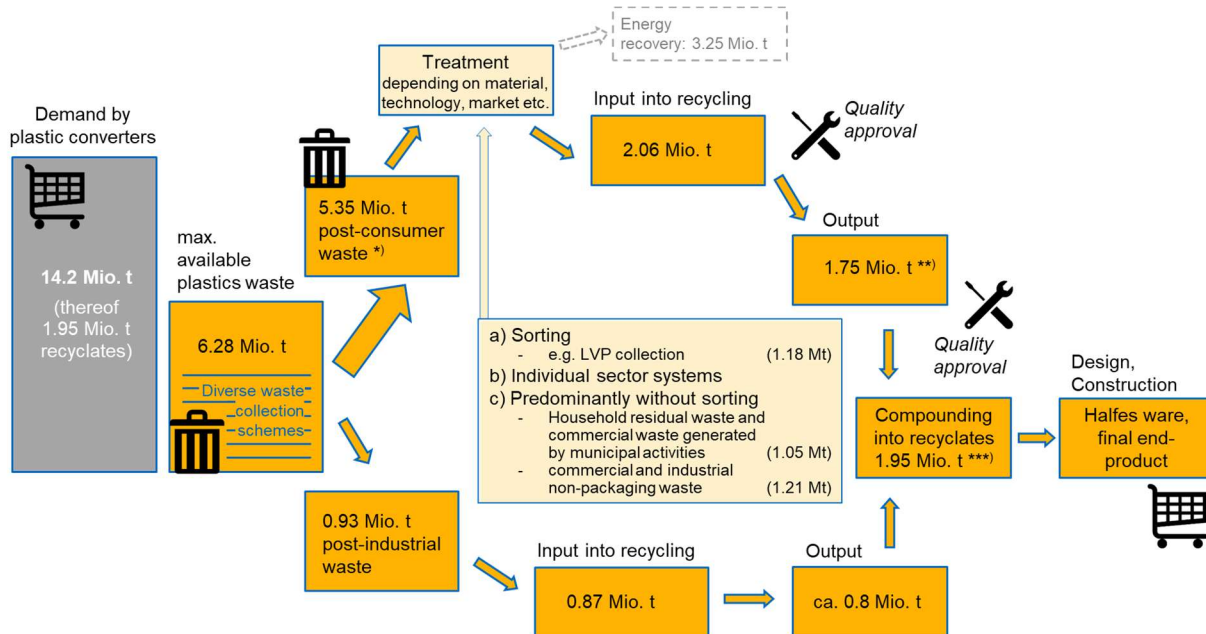 Energy
recovery: 3.25 Mio. t
Treatment
depending on material,
technology, market etc.
Input into recycling
2.06 Mio. t
Quality
approval
Demand by
plastic converters
14.2 Mio. t
(thereof
1.95 Mio. t
recyclates)
max.
available
plastics waste
6.28 Mio. t
Diverse waste
collection
schemes
5.35 Mio. t
post-consumer
waste *)
Output
1.75 Mio. t **)
Quality
approval
a) Sorting
- e.g. LVP collection (1.18 Mt)
b) Individual sector systems
c) Predominantly without sorting
- Household residual waste and
commercial waste generated
by municipal activities (1.05 Mt)
- commercial and industrial
non-packaging waste (1.21 Mt)
Compounding
into recyclates
1.95 Mio. t ***)
Design,
Construction
Halfes ware,
final end-
product
0.93 Mio. t
post-industrial
waste
Input into recycling
0.87 Mio. t
Output
ca. 0.8 Mio. t